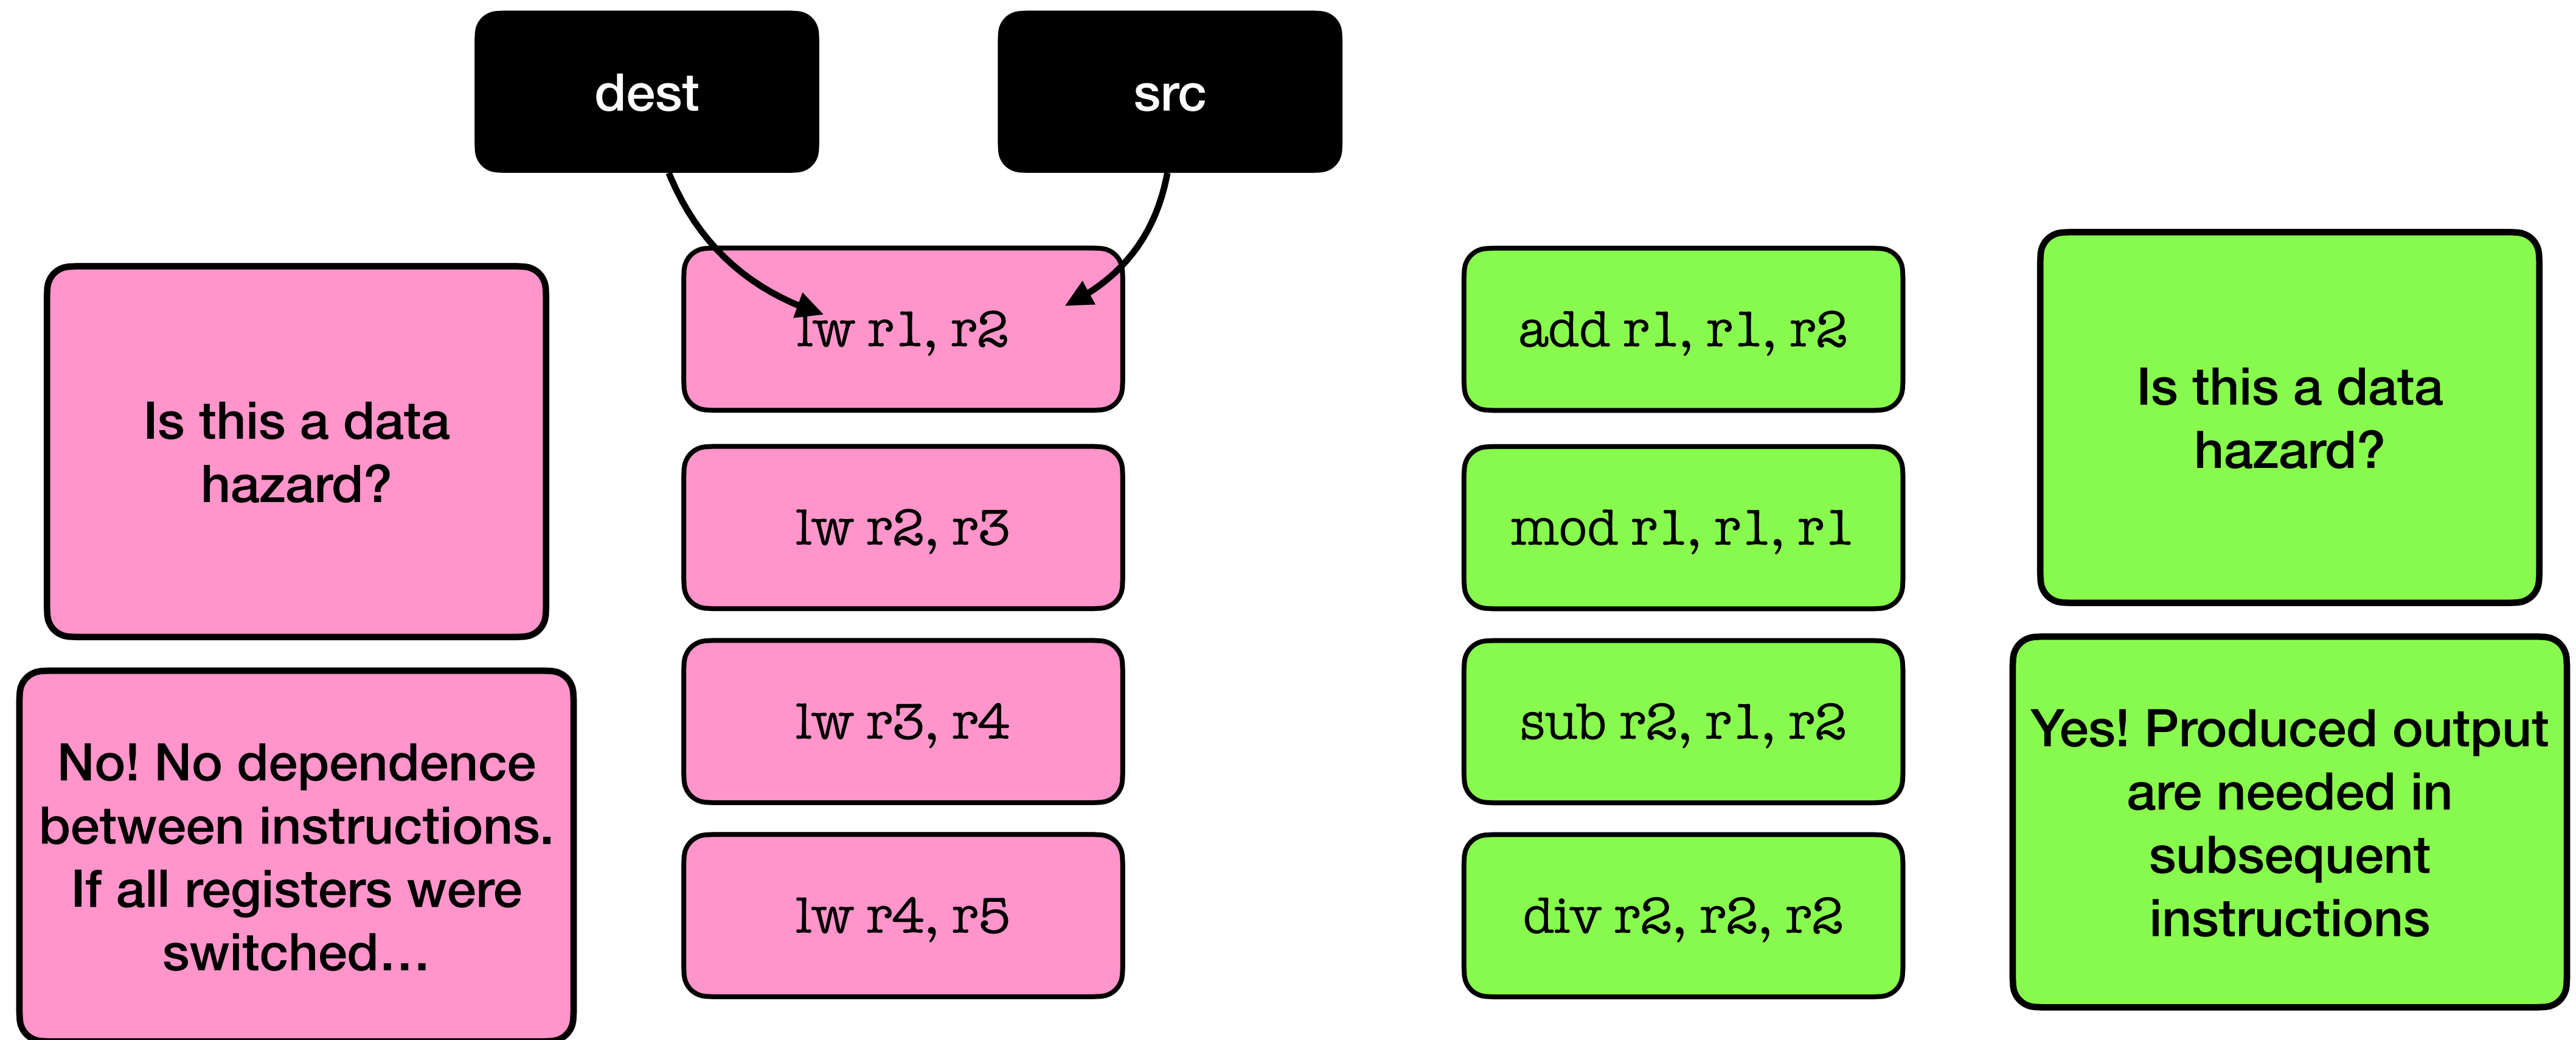 dest
src
Is this a data
hazard?
No! No dependence
between instructions.
If all registers were
switched...
lw r1, r2
lw r2, r3
lw r3, r4
lw r4, r5
add r1, r1, r2
mod r1, r1, r1
sub r2, r1, r2
div r2, r2, r2
Is this a data
hazard?
Yes! Produced output
are needed in
subsequent
instructions